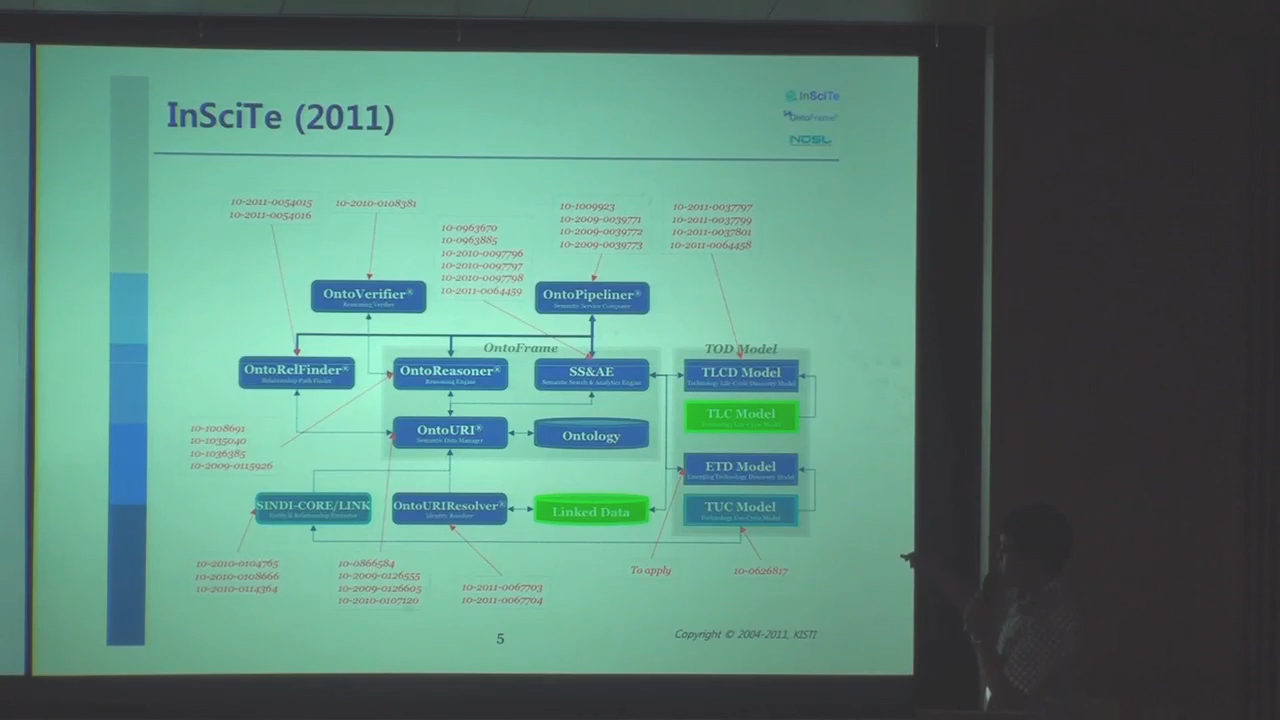 InSciTe (2011)
InSciTe
OntoFrame®
NDSL
10-2011-0054015
10-2011-0054016
10-2010-0108381
10-0963670
10-0963885
10-2010-0097796
10-2010-0097797
10-2010-0097798
10-2011-0064459
10-1009923
10-2009-0039771
10-2009-0039772
10-2009-0039773
10-2011-0037797
10-2011-0037799
10-2011-0037801
10-2011-0064458
OntoVerifier®
Reasoning Verifier
OntoPipeliner®
Semantic Service Composer
OntoFrame
TOD Model
OntoRelFinder®
Relationship Path Finder
OntoReasoner®
Reasoning Engine
SS&AE
Semantic Search & Analytics Engine
TLCD Model
Technology Life-Cycle Discovery Model
TLC Model
Technology Life-Cycle Model
10-1008691
10-1035040
10-1036385
10-2009-0115926
OntoURI®
Semantic Data Manager
Ontology
ETD Model
Emerging Technology Discovery Model
SINDI-CORE/LINK
OntoURIResolver®
Identity Resolver
Linked Data
TUC Model
10-2010-0104765
10-2010-0108666
10-2010-0114364
10-0866584
10-2009-0126555
10-2009-0126605
10-2010-0107120
10-2011-0067703
10-2011-0067704
To apply
10-0626817
5
Copyright © 2004-2011, KISTI